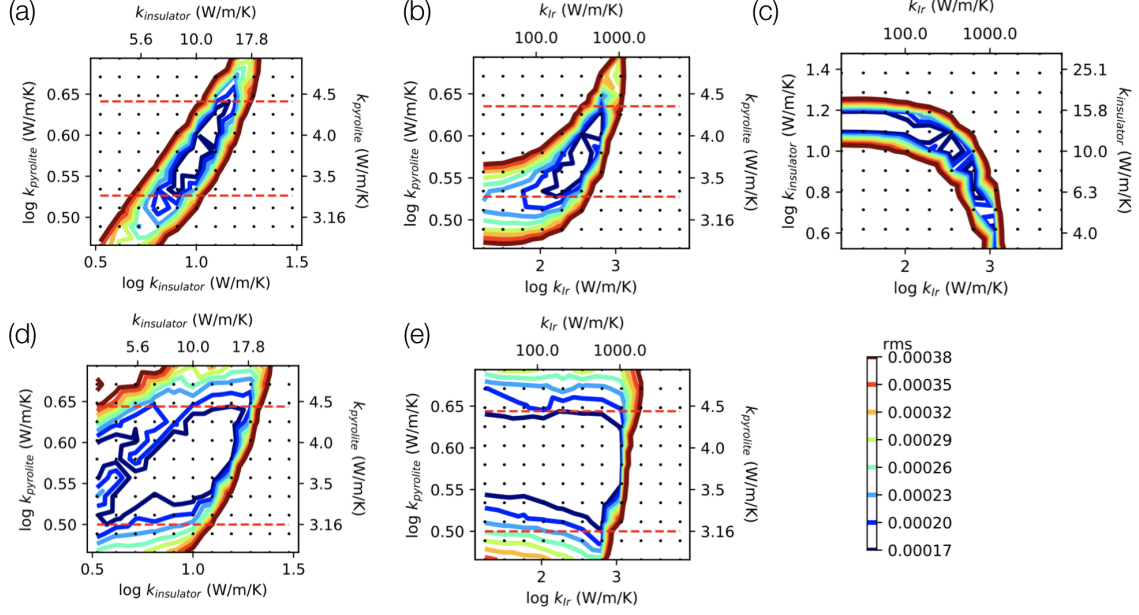 (a)
k_insulator (W/m/K)
5.6 10.0 17.8
log k_pyrolite (W/m/K)
0.65
0.60
0.55
0.50
4.5
4.0
3.5
3.16
k_pyrolite (W/m/K)
0.5 1.0 1.5
log k_insulator (W/m/K)
(b)
k_Ir (W/m/K)
100.0 1000.0
log k_pyrolite (W/m/K)
0.65
0.60
0.55
0.50
4.5
4.0
3.5
3.16
k_pyrolite (W/m/K)
2 3
log k_Ir (W/m/K)
(c)
k_Ir (W/m/K)
100.0 1000.0
log k_insulator (W/m/K)
1.4
1.2
1.0
0.8
0.6
25.1
15.8
10.0
6.3
4.0
k_insulator (W/m/K)
2 3
log k_Ir (W/m/K)
(d)
k_insulator (W/m/K)
5.6 10.0 17.8
log k_pyrolite (W/m/K)
0.65
0.60
0.55
0.50
4.5
4.0
3.5
3.16
k_pyrolite (W/m/K)
0.5 1.0 1.5
log k_insulator (W/m/K)
(e)
k_Ir (W/m/K)
100.0 1000.0
log k_pyrolite (W/m/K)
0.65
0.60
0.55
0.50
4.5
4.0
3.5
3.16
k_pyrolite (W/m/K)
2 3
log k_Ir (W/m/K)
rms
0.00038
0.00035
0.00032
0.00029
0.00026
0.00023
0.00020
0.00017